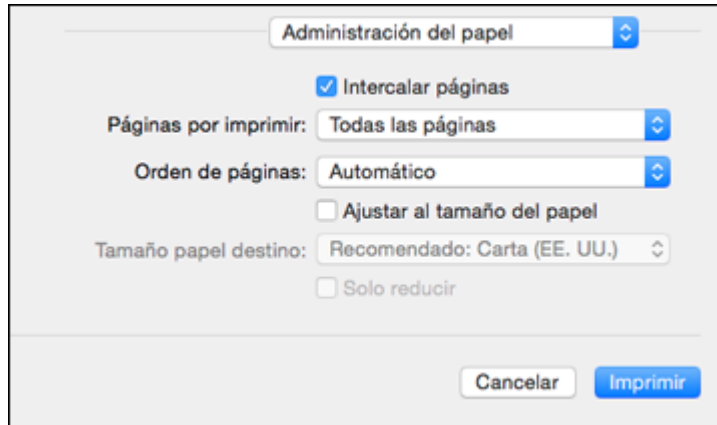 Administración del papel
Intercalar páginas
Páginas por imprimir: Todas las páginas
Orden de páginas: Automático
Ajustar al tamaño del papel
Tamaño papel destino: Recomendado: Carta (EE. UU.)
Solo reducir
Cancelar Imprimir